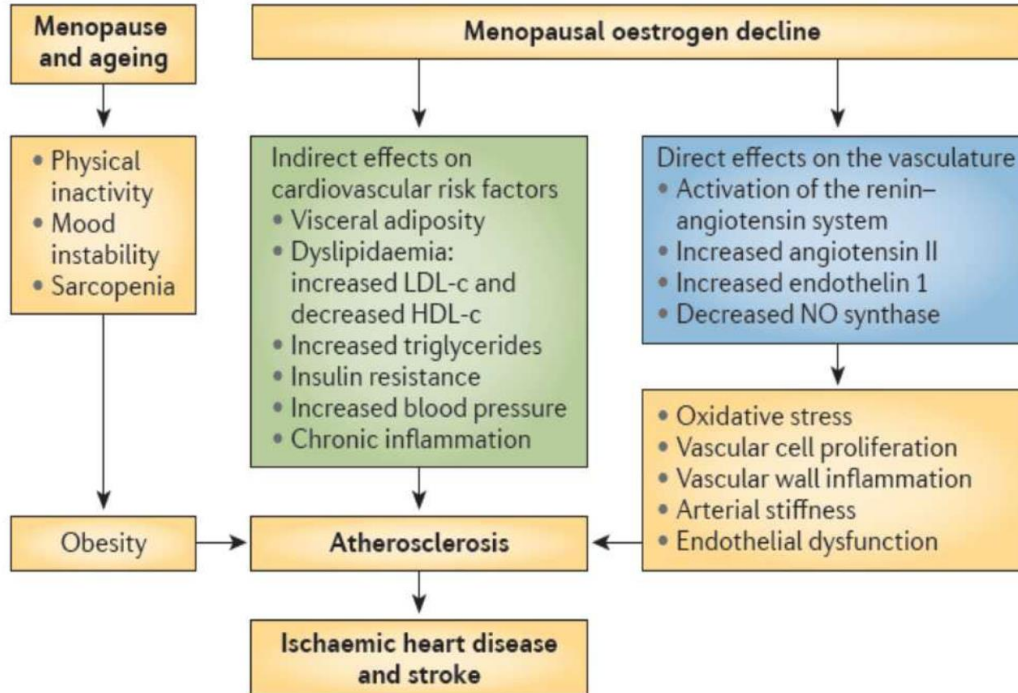 Menopause
and ageing
Menopausal oestrogen decline
• Physical
inactivity
• Mood
instability
• Sarcopenia
Indirect effects on
cardiovascular risk factors
• Visceral adiposity
• Dyslipidaemia:
increased LDL-c and
decreased HDL-c
• Increased triglycerides
• Insulin resistance
• Increased blood pressure
• Chronic inflammation
Direct effects on the vasculature
• Activation of the renin–
angiotensin system
• Increased angiotensin II
• Increased endothelin 1
• Decreased NO synthase
• Oxidative stress
• Vascular cell proliferation
• Vascular wall inflammation
• Arterial stiffness
• Endothelial dysfunction
Obesity
Atherosclerosis
Ischaemic heart disease
and stroke